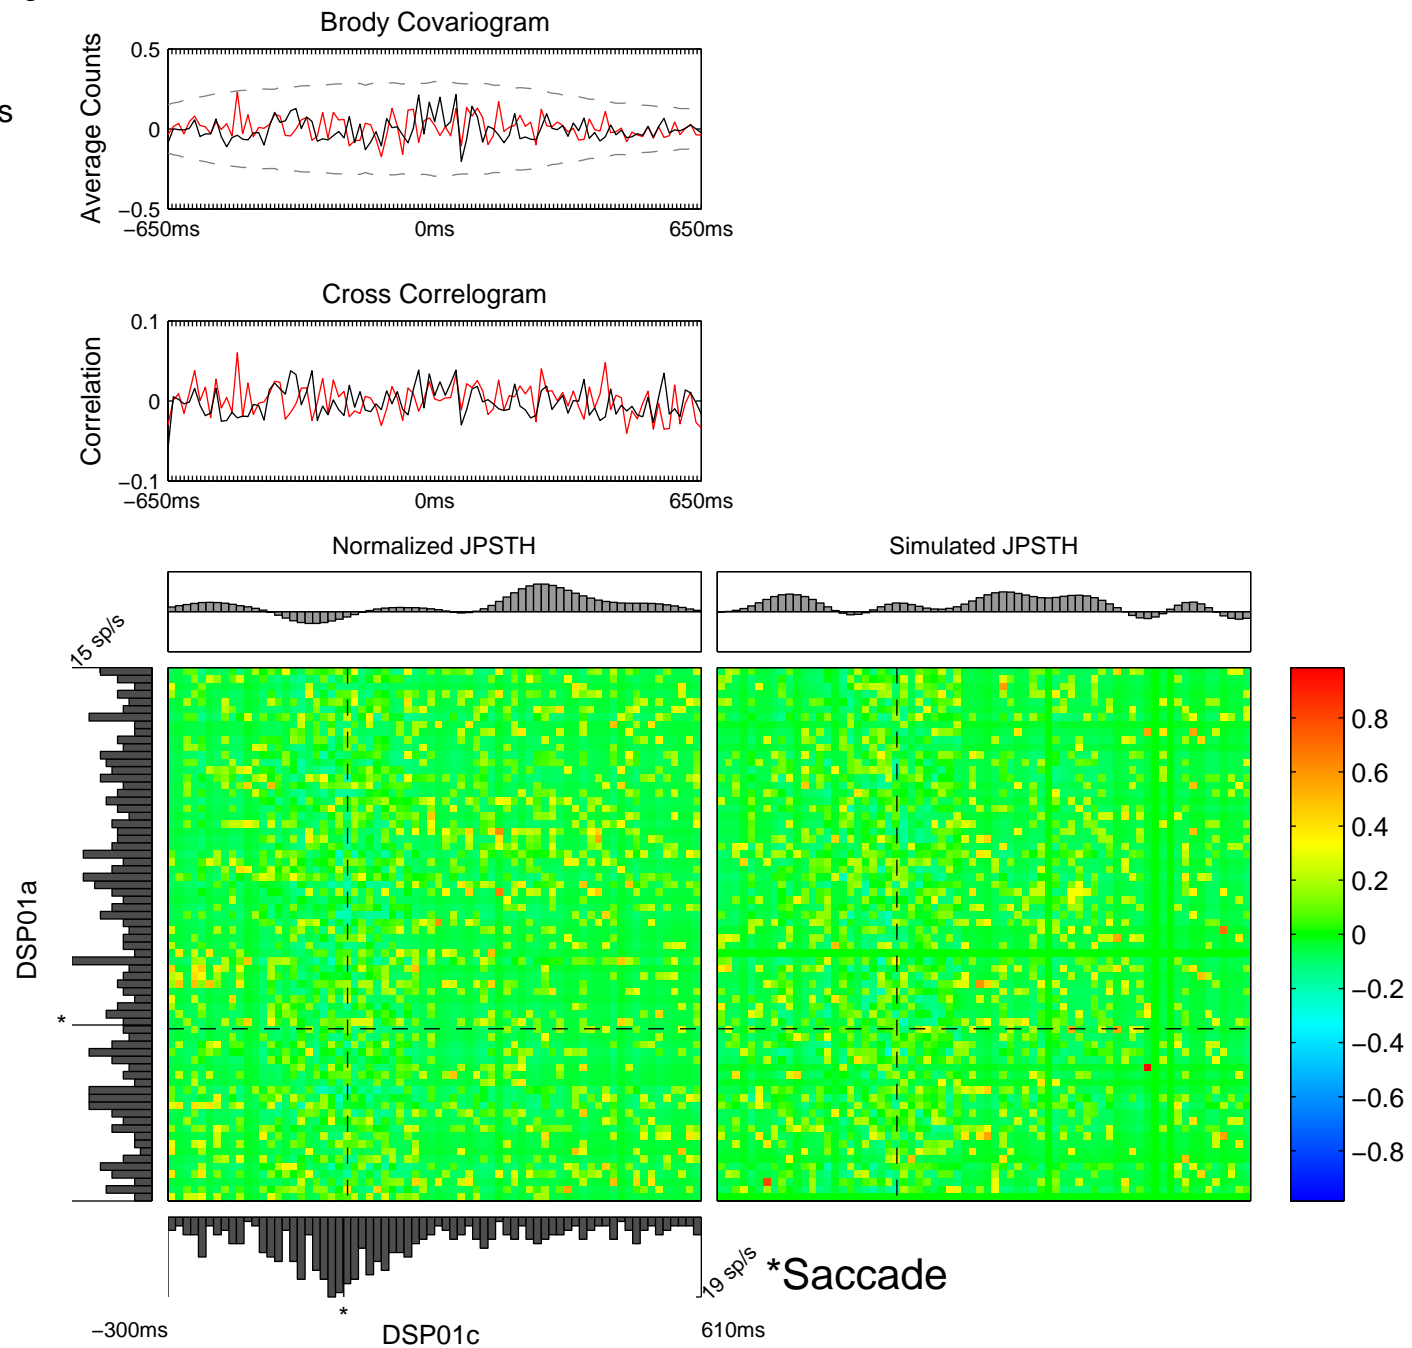 Brody Covariogram
s
Average Counts
0.5
0
−0.5
−650ms
0ms
650ms
Cross Correlogram
Correlation
0.1
0
−0.1
−650ms
0ms
650ms
Normalized JPSTH
Simulated JPSTH
15 sp/s
DSP01a
*
0.8
0.6
0.4
0.2
0
−0.2
−0.4
−0.6
−0.8
19 sp/s
*Saccade
*
−300ms
DSP01c
610ms